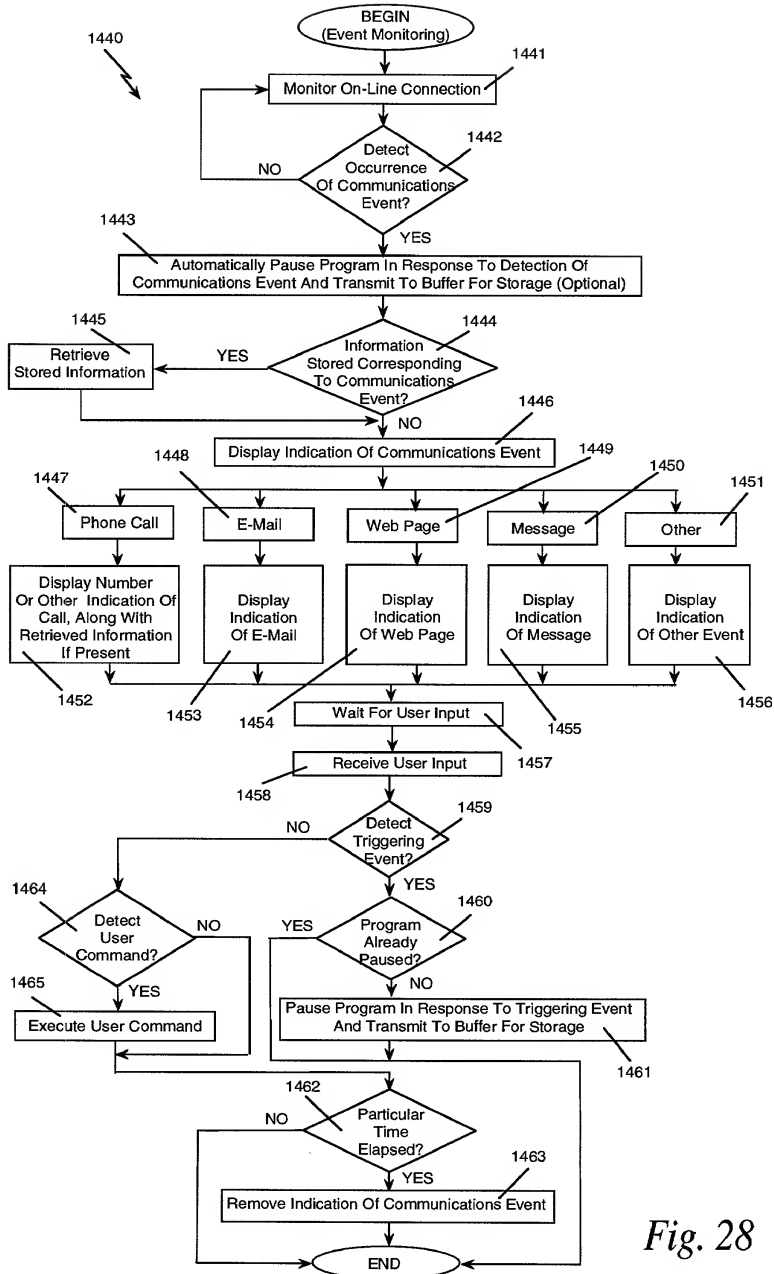 BEGIN
(Event Monitoring)
1440
1441
Monitor On-Line Connection
1442
Detect
Occurrence
Of Communications
Event?
NO
YES
1443
Automatically Pause Program In Response To Detection Of
Communications Event And Transmit To Buffer For Storage (Optional)
1444
1445
Information
Stored Corresponding
To Communications
Event?
YES
Retrieve
Stored Information
NO
1446
Display Indication Of Communications Event
1447
1448
1449
1450
1451
Phone Call
E-Mail
Web Page
Message
Other
Display Number
Or Other Indication Of
Call, Along With
Retrieved Information
If Present
Display
Indication
Of E-Mail
Display
Indication
Of Web Page
Display
Indication
Of Message
Display
Indication
Of Other Event
1452
1453
1454
1455
1456
Wait For User Input
1457
Receive User Input
1458
1459
Detect
Triggering
Event?
NO
YES
1464
1460
Detect
User
Command?
NO
YES
Program
Already
Paused?
YES
NO
1465
Execute User Command
Pause Program In Response To Triggering Event
And Transmit To Buffer For Storage
1461
1462
Particular
Time
Elapsed?
NO
YES
1463
Remove Indication Of Communications Event
END
Fig. 28